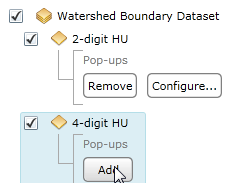 Watershed Boundary Dataset
2-digit HU
Pop-ups
Remove Configure...
4-digit HU
Pop-ups
Add